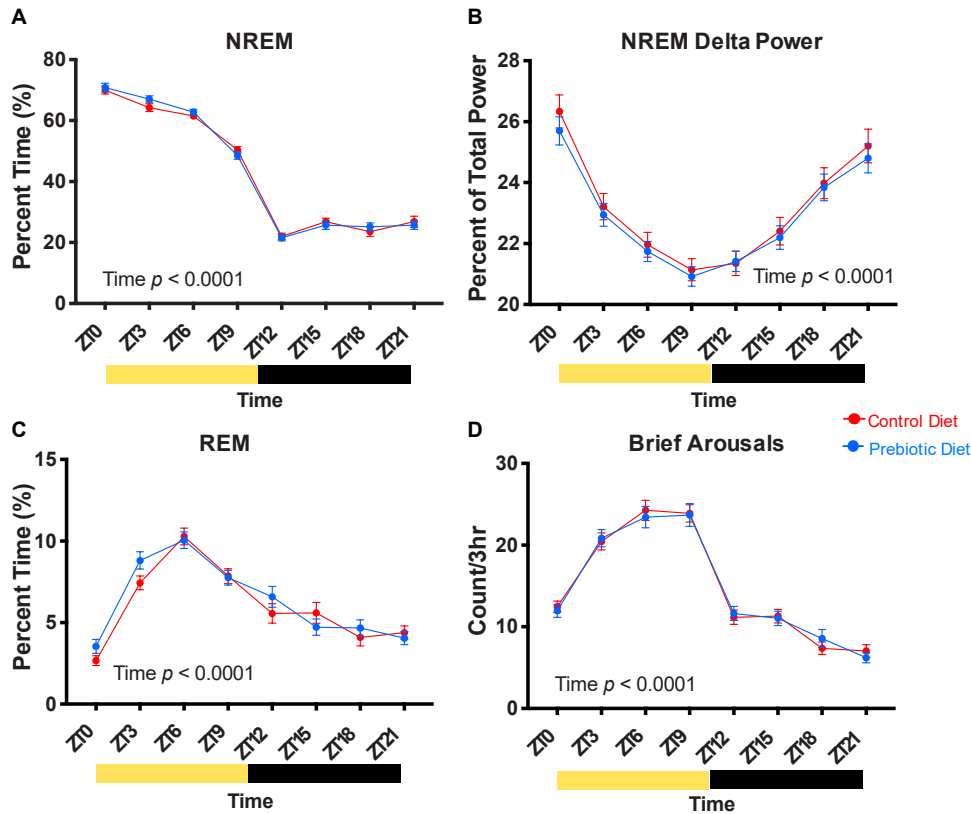 A
NREM
Percent Time (%)
80
60
40
20
0
Time p < 0.0001
ZT0
ZT3
ZT6
ZT9
ZT12
ZT15
ZT18
ZT21
Time
B
NREM Delta Power
Percent of Total Power
28
26
24
22
20
Time p < 0.0001
ZT0
ZT3
ZT6
ZT9
ZT12
ZT15
ZT18
ZT21
Time
C
REM
Percent Time (%)
15
10
5
0
Time p < 0.0001
ZT0
ZT3
ZT6
ZT9
ZT12
ZT15
ZT18
ZT21
Time
Control Diet
Prebiotic Diet
D
Brief Arousals
Count/3hr
30
20
10
0
Time p < 0.0001
ZT0
ZT3
ZT6
ZT9
ZT12
ZT15
ZT18
ZT21
Time